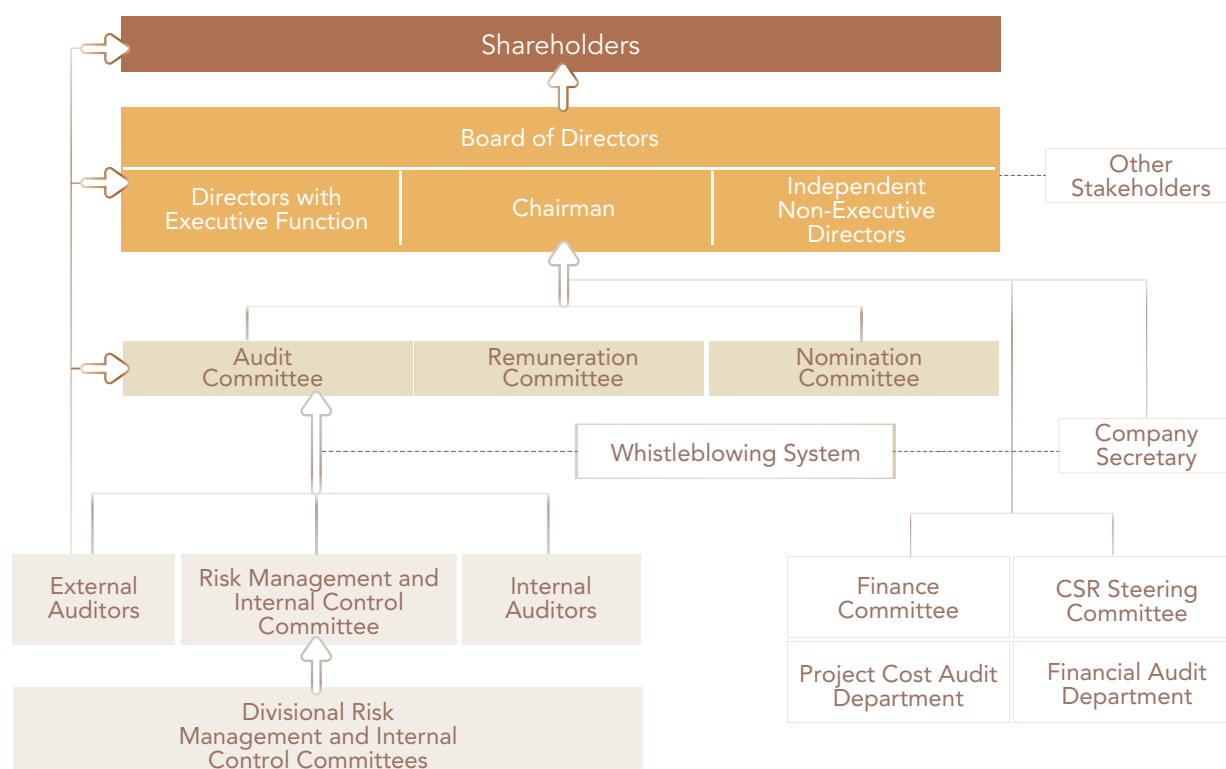 Shareholders
Board of Directors
Directors with
Executive Function
Chairman
Independent
Non-Executive
Directors
Other
Stakeholders
Audit
Committee
Remuneration
Committee
Nomination
Committee
Whistleblowing System
Company
Secretary
External
Auditors
Risk Management and
Internal Control
Committee
Internal
Auditors
Finance
Committee
CSR Steering
Committee
Project Cost Audit
Department
Financial Audit
Department
Divisional Risk
Management and Internal
Control Committees